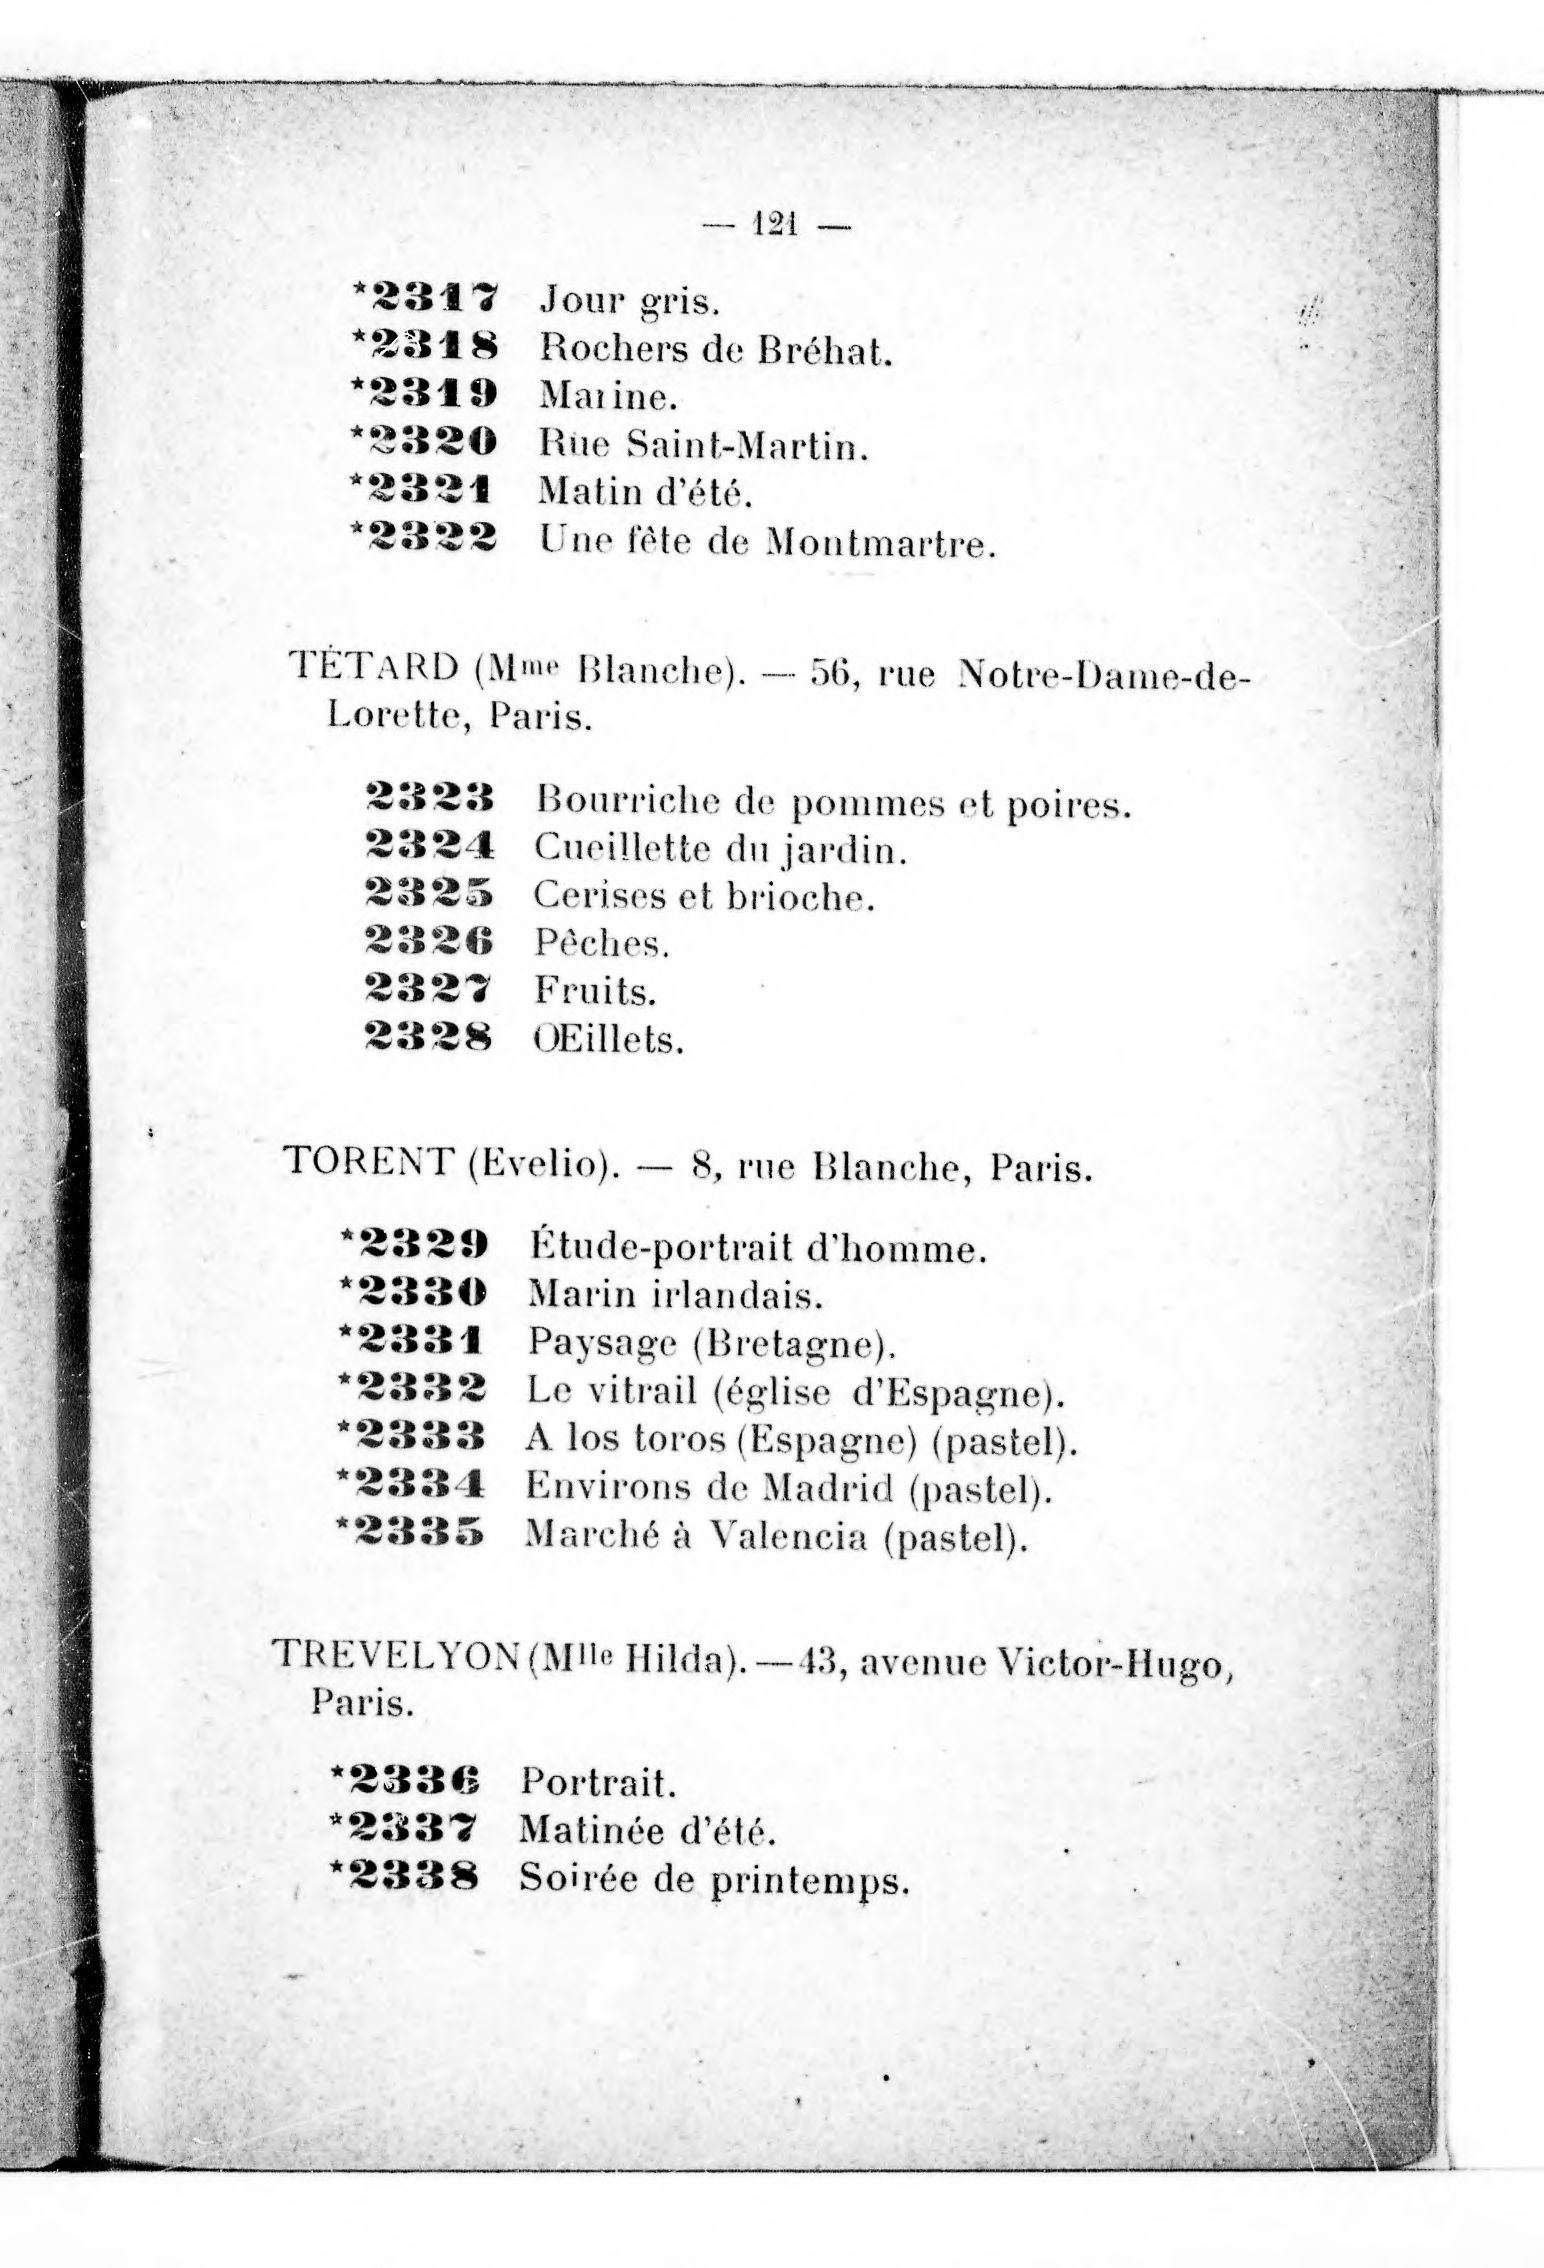 — 121 —
*2317 Jour gris.
*2318 Rochers de Bréhat.
*2319 Marine.
*2320 Rue Saint-Martin.
*2321 Matin d'été.
*2322 Une fête de Montmartre.
TÉTARD (Mme Blanche). — 56, rue Notre-Dame-de-
Lorette, Paris.
2323 Bourriche de pommes et poires.
2324 Cueillette du jardin.
2325 Cerises et brioche.
2326 Pêches.
2327 Fruits.
2328 Œillets.
TORENT (Evelio). — 8, rue Blanche, Paris.
*2329 Étude-portrait d'homme.
*2330 Marin irlandais.
*2331 Paysage (Bretagne).
*2332 Le vitrail (église d'Espagne).
*2333 A los toros (Espagne) (pastel).
*2334 Environs de Madrid (pastel).
*2335 Marché à Valencia (pastel).
TREVELYON (Mlle Hilda). — 43, avenue Victor-Hugo,
Paris.
*2336 Portrait.
*2337 Matinée d'été.
*2338 Soirée de printemps.